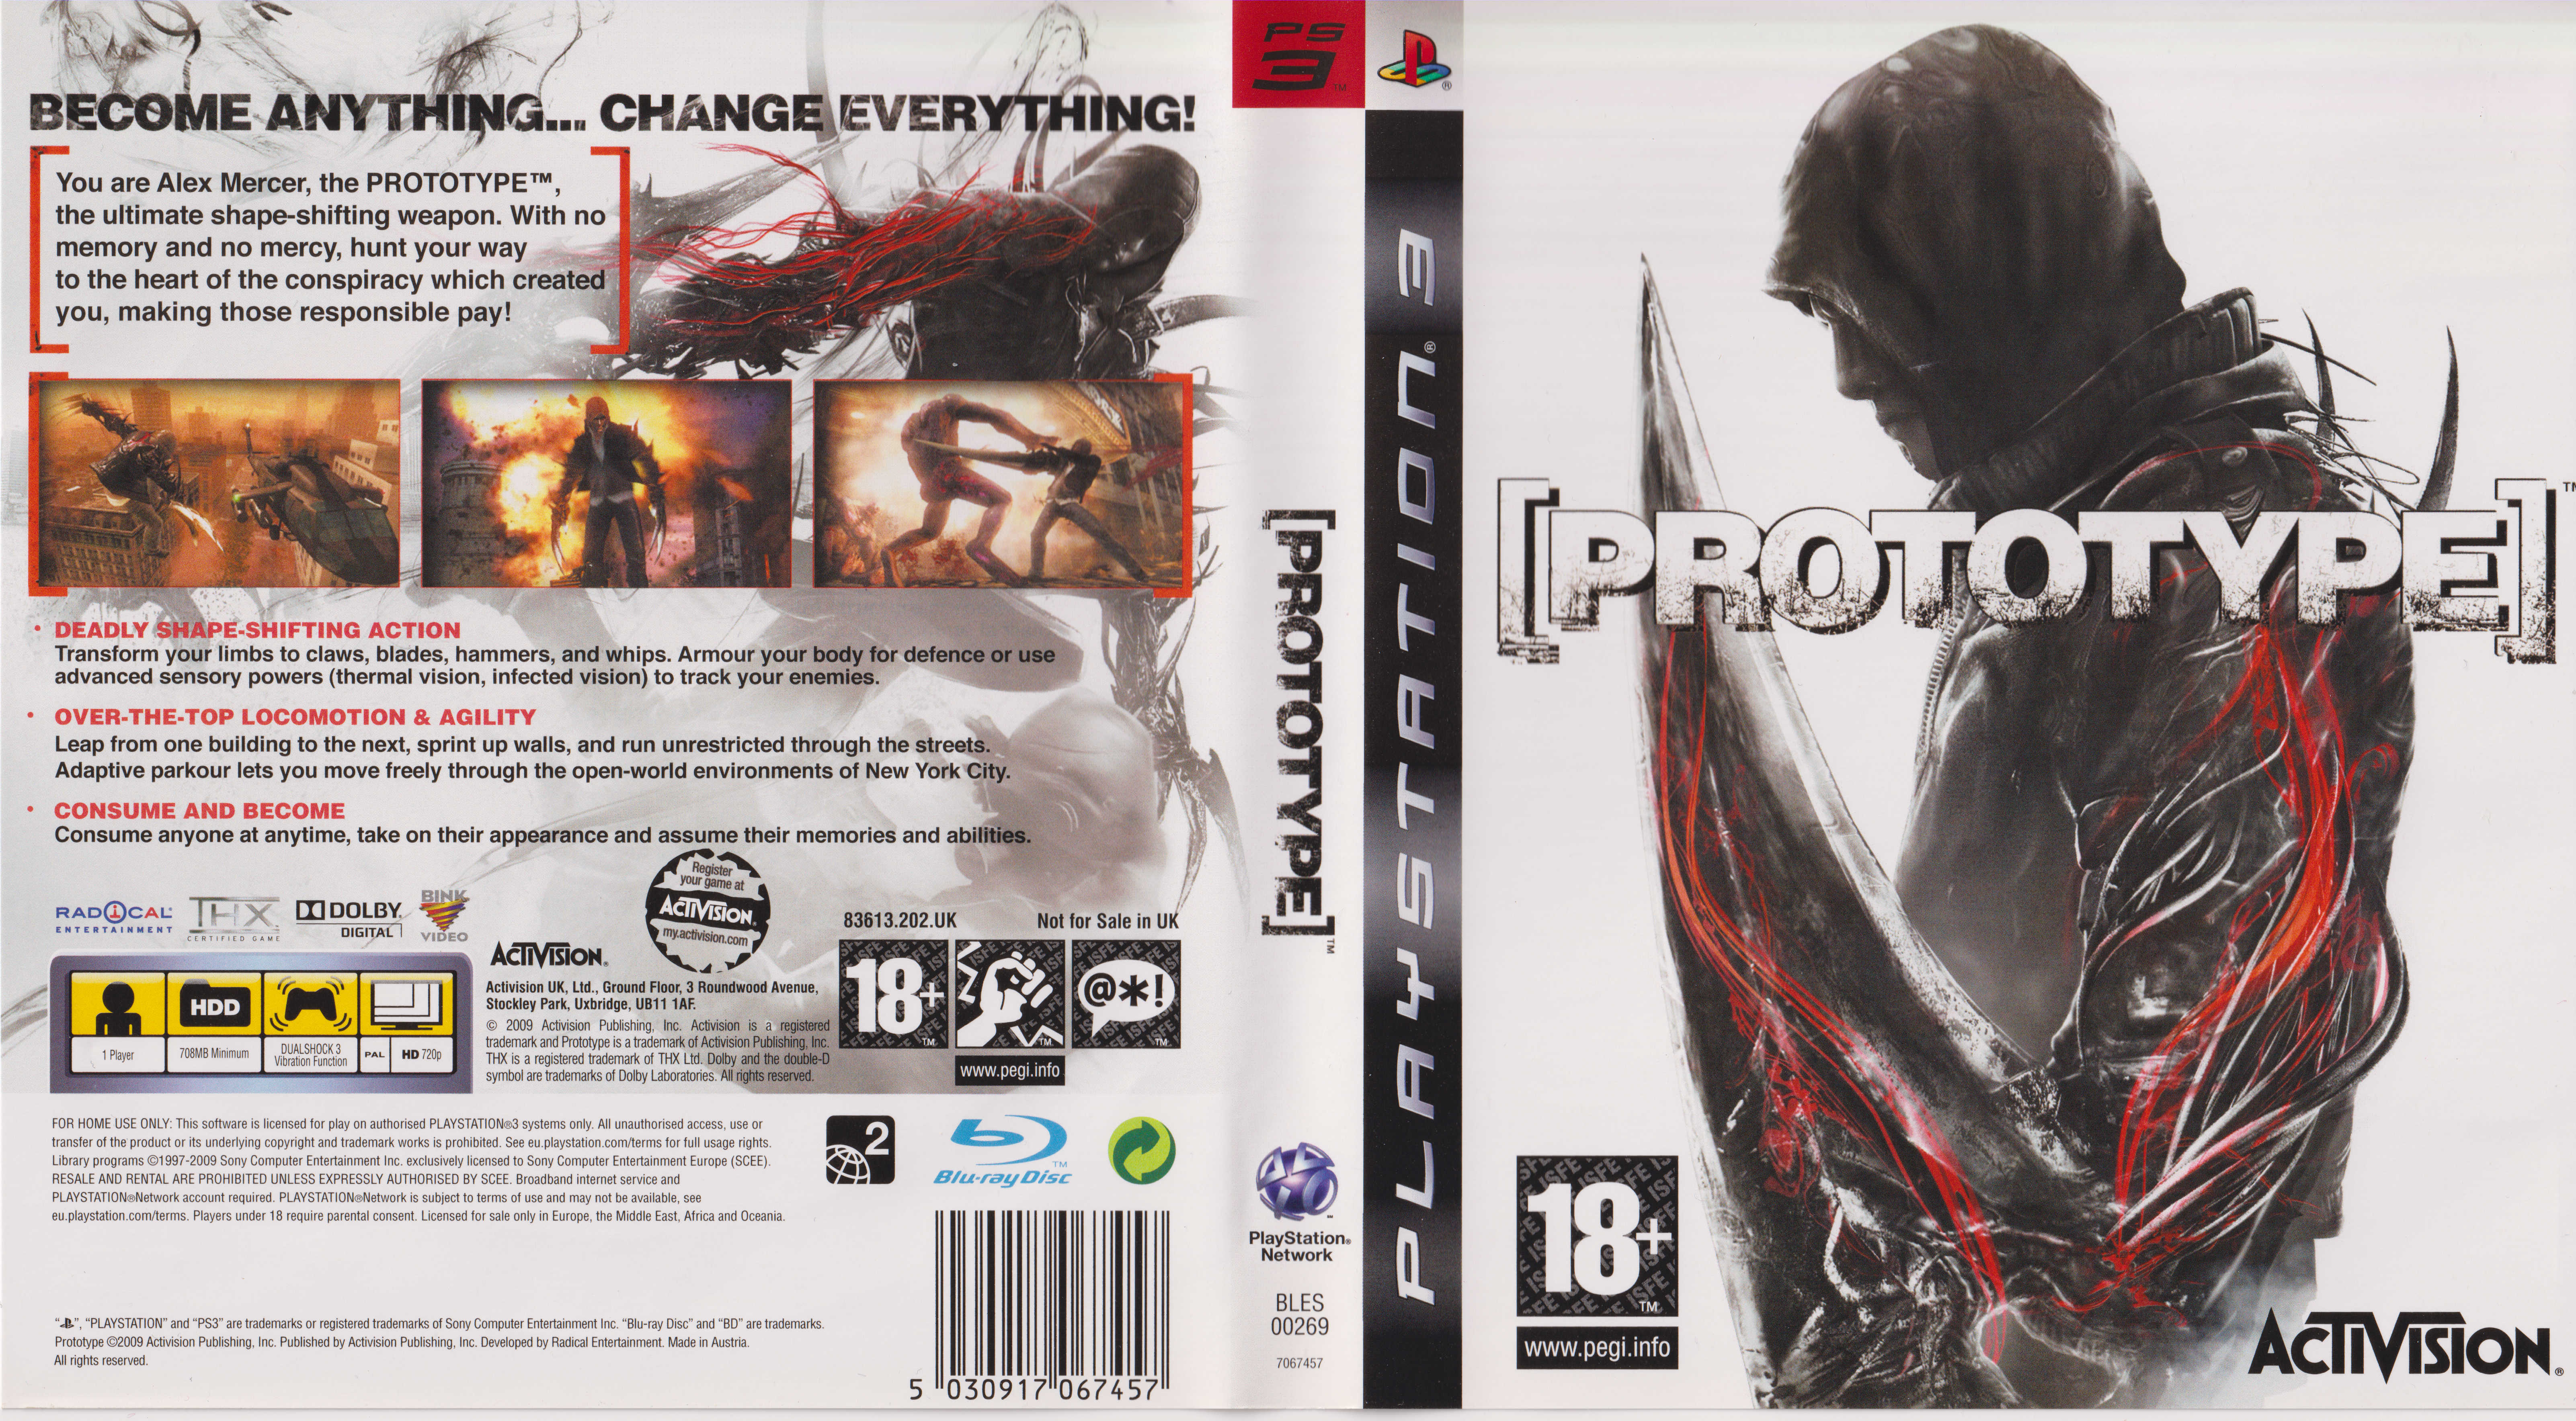 BECOME ANYTHING... CHANGE EVERYTHING!
You are Alex Mercer, the PROTOTYPE™,
the ultimate shape-shifting weapon. With no
memory and no mercy, hunt your way
to the heart of the conspiracy which created
you, making those responsible pay!
• DEADLY SHAPE-SHIFTING ACTION
Transform your limbs to claws, blades, hammers, and whips. Armour your body for defence or use
advanced sensory powers (thermal vision, infected vision) to track your enemies.
• OVER-THE-TOP LOCOMOTION & AGILITY
Leap from one building to the next, sprint up walls, and run unrestricted through the streets.
Adaptive parkour lets you move freely through the open-world environments of New York City.
• CONSUME AND BECOME
Consume anyone at anytime, take on their appearance and assume their memories and abilities.
RADICAL®
ENTERTAINMENT
THX
CERTIFIED GAME
DOLBY
DIGITAL
BINK
VIDEO
Register
your game at
ACTIVISION®
my.activision.com
83613.202.UK
Not for Sale in UK
HDD
1 Player
708MB Minimum
DUALSHOCK 3
Vibration Function
PAL
HD 720p
ACTIVISION®
Activision UK, Ltd., Ground Floor, 3 Roundwood Avenue,
Stockley Park, Uxbridge, UB11 1AF.
© 2009 Activision Publishing, Inc. Activision is a registered
trademark and Prototype is a trademark of Activision Publishing, Inc.
THX is a registered trademark of THX Ltd. Dolby and the double-D
symbol are trademarks of Dolby Laboratories. All rights reserved.
18+
™
@*!
www.pegi.info
FOR HOME USE ONLY: This software is licensed for play on authorised PLAYSTATION®3 systems only. All unauthorised access, use or
transfer of the product or its underlying copyright and trademark works is prohibited. See eu.playstation.com/terms for full usage rights.
Library programs ©1997-2009 Sony Computer Entertainment Inc. exclusively licensed to Sony Computer Entertainment Europe (SCEE).
RESALE AND RENTAL ARE PROHIBITED UNLESS EXPRESSLY AUTHORISED BY SCEE. Broadband internet service and
PLAYSTATION®Network account required. PLAYSTATION®Network is subject to terms of use and may not be available, see
eu.playstation.com/terms. Players under 18 require parental consent. Licensed for sale only in Europe, the Middle East, Africa and Oceania.
2
Blu-ray Disc™
"", "PLAYSTATION" and "PS3" are trademarks or registered trademarks of Sony Computer Entertainment Inc. "Blu-ray Disc" and "BD" are trademarks.
Prototype ©2009 Activision Publishing, Inc. Published by Activision Publishing, Inc. Developed by Radical Entertainment. Made in Austria.
All rights reserved.
5 030917 067457
PS
3™
[PROTOTYPE]™
PlayStation®
Network
BLES
00269
7067457
PLAYSTATION®3
[PROTOTYPE]™
18+
™
www.pegi.info
ACTIVISION®